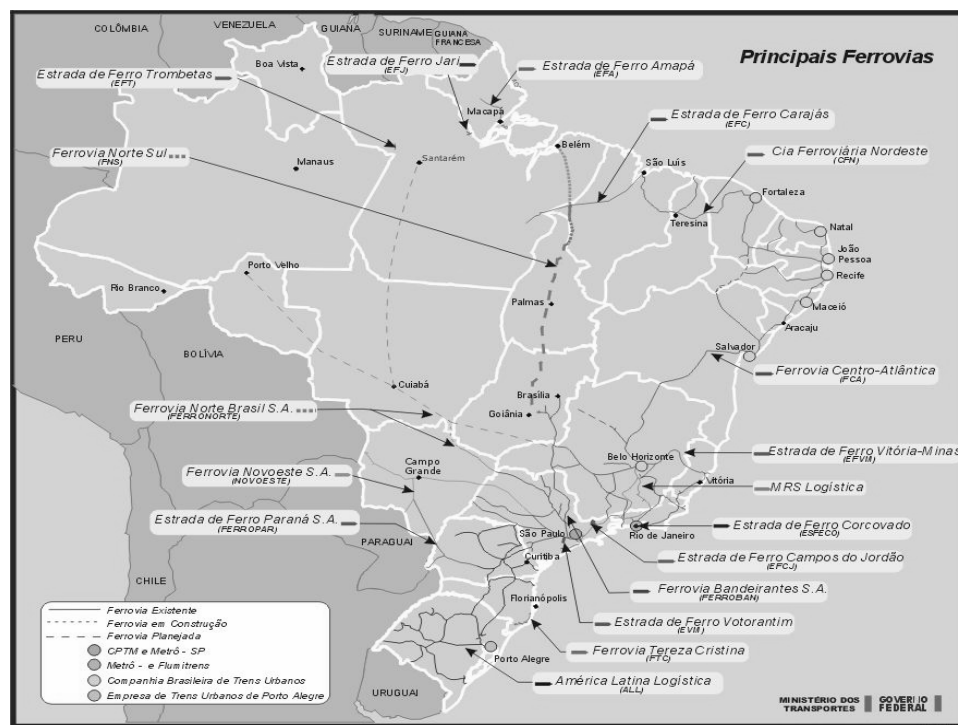 COLÔMBIA
VENEZUELA
GUIANA
SURINAME
GUIANA
FRANCESA
Principais Ferrovias
Boa Vista
Estrada de Ferro Jari
(EFJ)
Estrada de Ferro Amapá
(EFA)
Estrada de Ferro Trombetas
(EFT)
Macapá
Estrada de Ferro Carajás
(EFC)
Ferrovia Norte Sul
(FNS)
Manaus
Santarém
Belém
São Luís
Cia Ferroviária Nordeste
(CFN)
Fortaleza
Teresina
Natal
João
Pessoa
Recife
Porto Velho
Rio Branco
Palmas
Maceió
Aracaju
PERU
BOLÍVIA
Salvador
Ferrovia Centro-Atlântica
(FCA)
Cuiabá
Brasília
Goiânia
Ferrovia Norte Brasil S.A.
(FERRONORTE)
Belo Horizonte
Estrada de Ferro Vitória-Minas
(EFVM)
Campo
Grande
Ferrovia Novoeste S.A.
(NOVOESTE)
Vitória
MRS Logística
Estrada de Ferro Paraná S.A.
(FERROPAR)
São Paulo
Rio de Janeiro
Estrada de Ferro Corcovado
(ESFECO)
PARAGUAI
Curitiba
Estrada de Ferro Campos do Jordão
(EFCJ)
CHILE
Ferrovia Bandeirantes S.A.
(FERROBAN)
Florianópolis
Estrada de Ferro Votorantim
(EVM)
Ferrovia Tereza Cristina
(FTC)
Porto Alegre
América Latina Logística
(ALL)
URUGUAI
Ferrovia Existente
Ferrovia em Construção
Ferrovia Planejada
CPTM e Metrô - SP
Metrô - e Flumitrens
Companhia Brasileira de Trens Urbanos
Empresa de Trens Urbanos de Porto Alegre
MINISTÉRIO DOS
TRANSPORTES
GOVERNO
FEDERAL